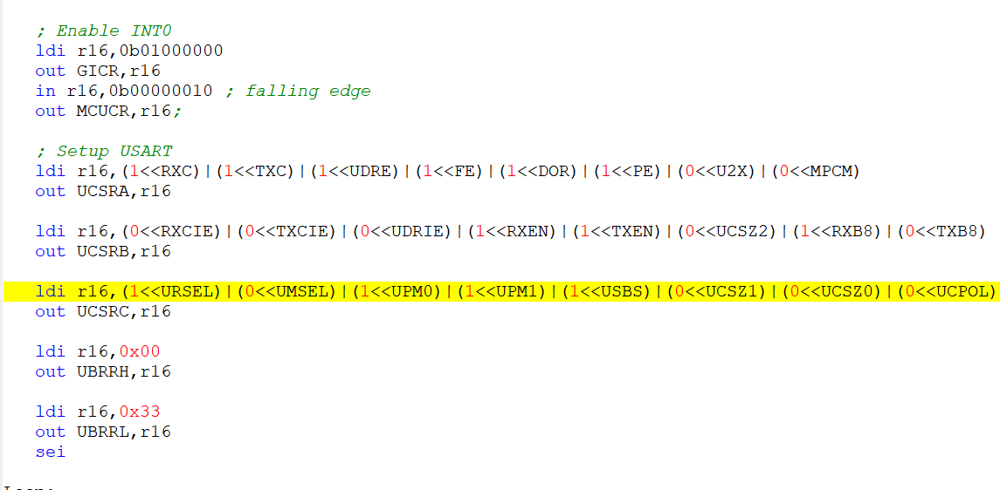 ; Enable INT0
ldi r16,0b01000000
out GICR,r16
in r16,0b00000010 ; falling edge
out MCUCR,r16;
; Setup USART
ldi r16,(1<<RXC)|(1<<TXC)|(1<<UDRE)|(1<<FE)|(1<<DOR)|(1<<PE)|(0<<U2X)|(0<<MPCM)
out UCSRA,r16
ldi r16,(0<<RXCIE)|(0<<TXCIE)|(0<<UDRIE)|(1<<RXEN)|(1<<TXEN)|(0<<UCSZ2)|(1<<RXB8)|(0<<TXB8)
out UCSRB,r16
ldi r16,(1<<URSEL)|(0<<UMSEL)|(1<<UPM0)|(1<<UPM1)|(1<<USBS)|(0<<UCSZ1)|(0<<UCSZ0)|(0<<UCPOL)
out UCSRC,r16
ldi r16,0x00
out UBRRH,r16
ldi r16,0x33
out UBRRL,r16
sei